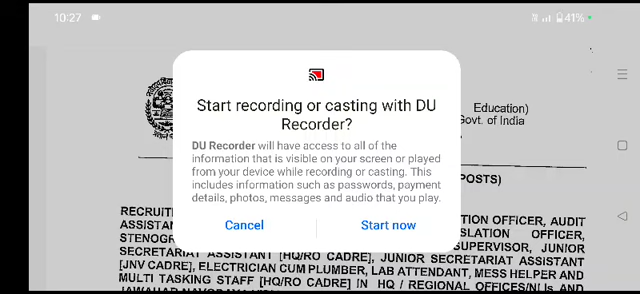 10:27
41%
Start recording or casting with DU
Recorder?
Education)
Govt. of India
DU Recorder will have access to all of the
information that is visible on your screen or played
from your device while recording or casting. This
includes information such as passwords, payment
details, photos, messages and audio that you play.
POSTS)
Cancel
Start now
RECRUIT TION OFFICER, AUDIT
ASSISTAN SLATION OFFICER,
STENOGR SUPERVISOR, JUNIOR
SECRETARIAT ASSISTANT [HQ/RO CADRE], JUNIOR SECRETARIAT ASSISTANT
[JNV CADRE], ELECTRICIAN CUM PLUMBER, LAB ATTENDANT, MESS HELPER AND
MULTI TASKING STAFF [HQ/RO CADRE] IN HQ / REGIONAL OFFICES/NLIs AND